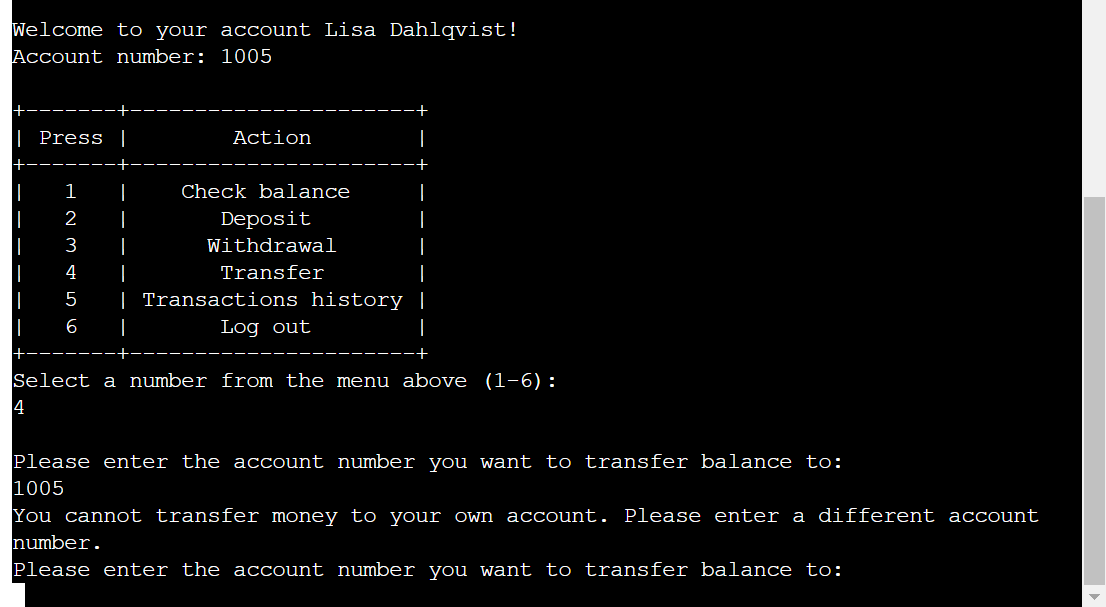 Welcome to your account Lisa Dahlqvist!
Account number: 1005
+-------+----------------------+
| Press |        Action        |
+-------+----------------------+
|   1   |    Check balance     |
|   2   |       Deposit        |
|   3   |      Withdrawal      |
|   4   |       Transfer       |
|   5   | Transactions history |
|   6   |       Log out        |
+-------+----------------------+
Select a number from the menu above (1-6):
4
Please enter the account number you want to transfer balance to:
1005
You cannot transfer money to your own account. Please enter a different account
number.
Please enter the account number you want to transfer balance to: